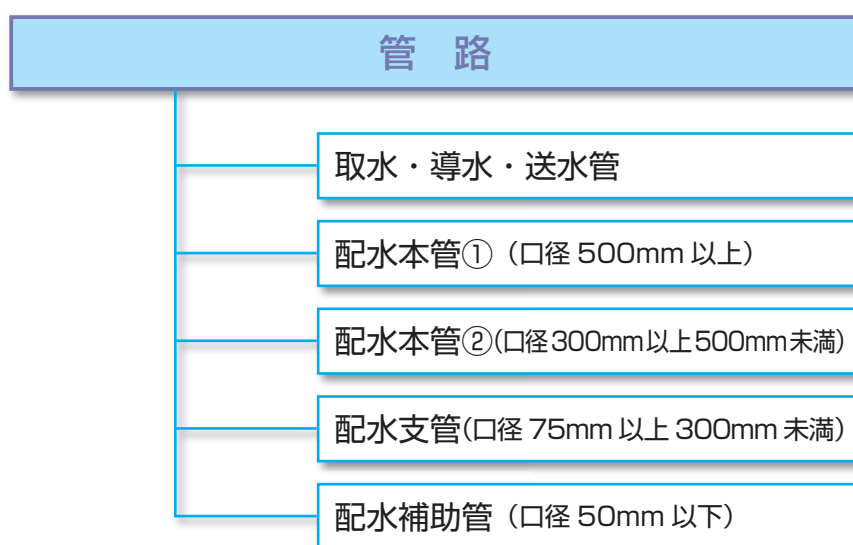 管　路
取水・導水・送水管
配水本管①（口径 500mm 以上）
配水本管②(口径300mm以上500mm未満)
配水支管(口径 75mm 以上 300mm 未満)
配水補助管（口径 50mm 以下）